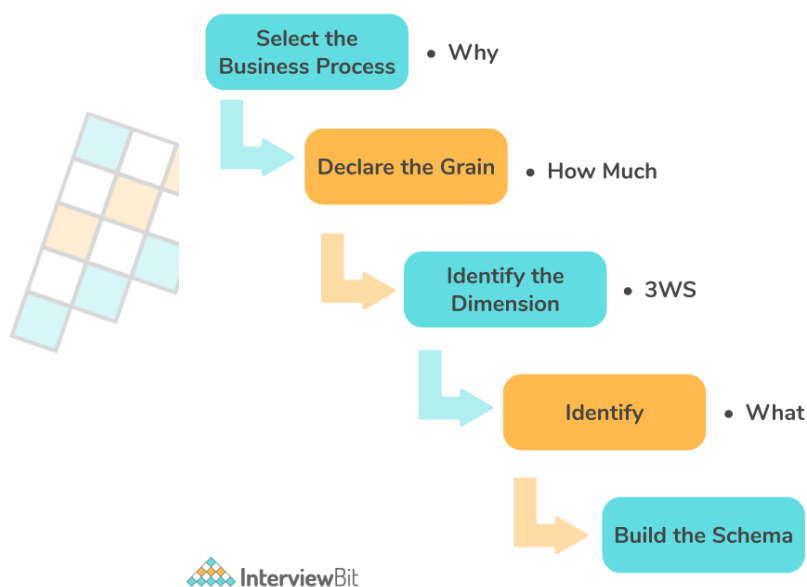 Select the
Business Process
• Why
Declare the Grain
• How Much
Identify the
Dimension
• 3WS
Identify
• What
Build the Schema
InterviewBit